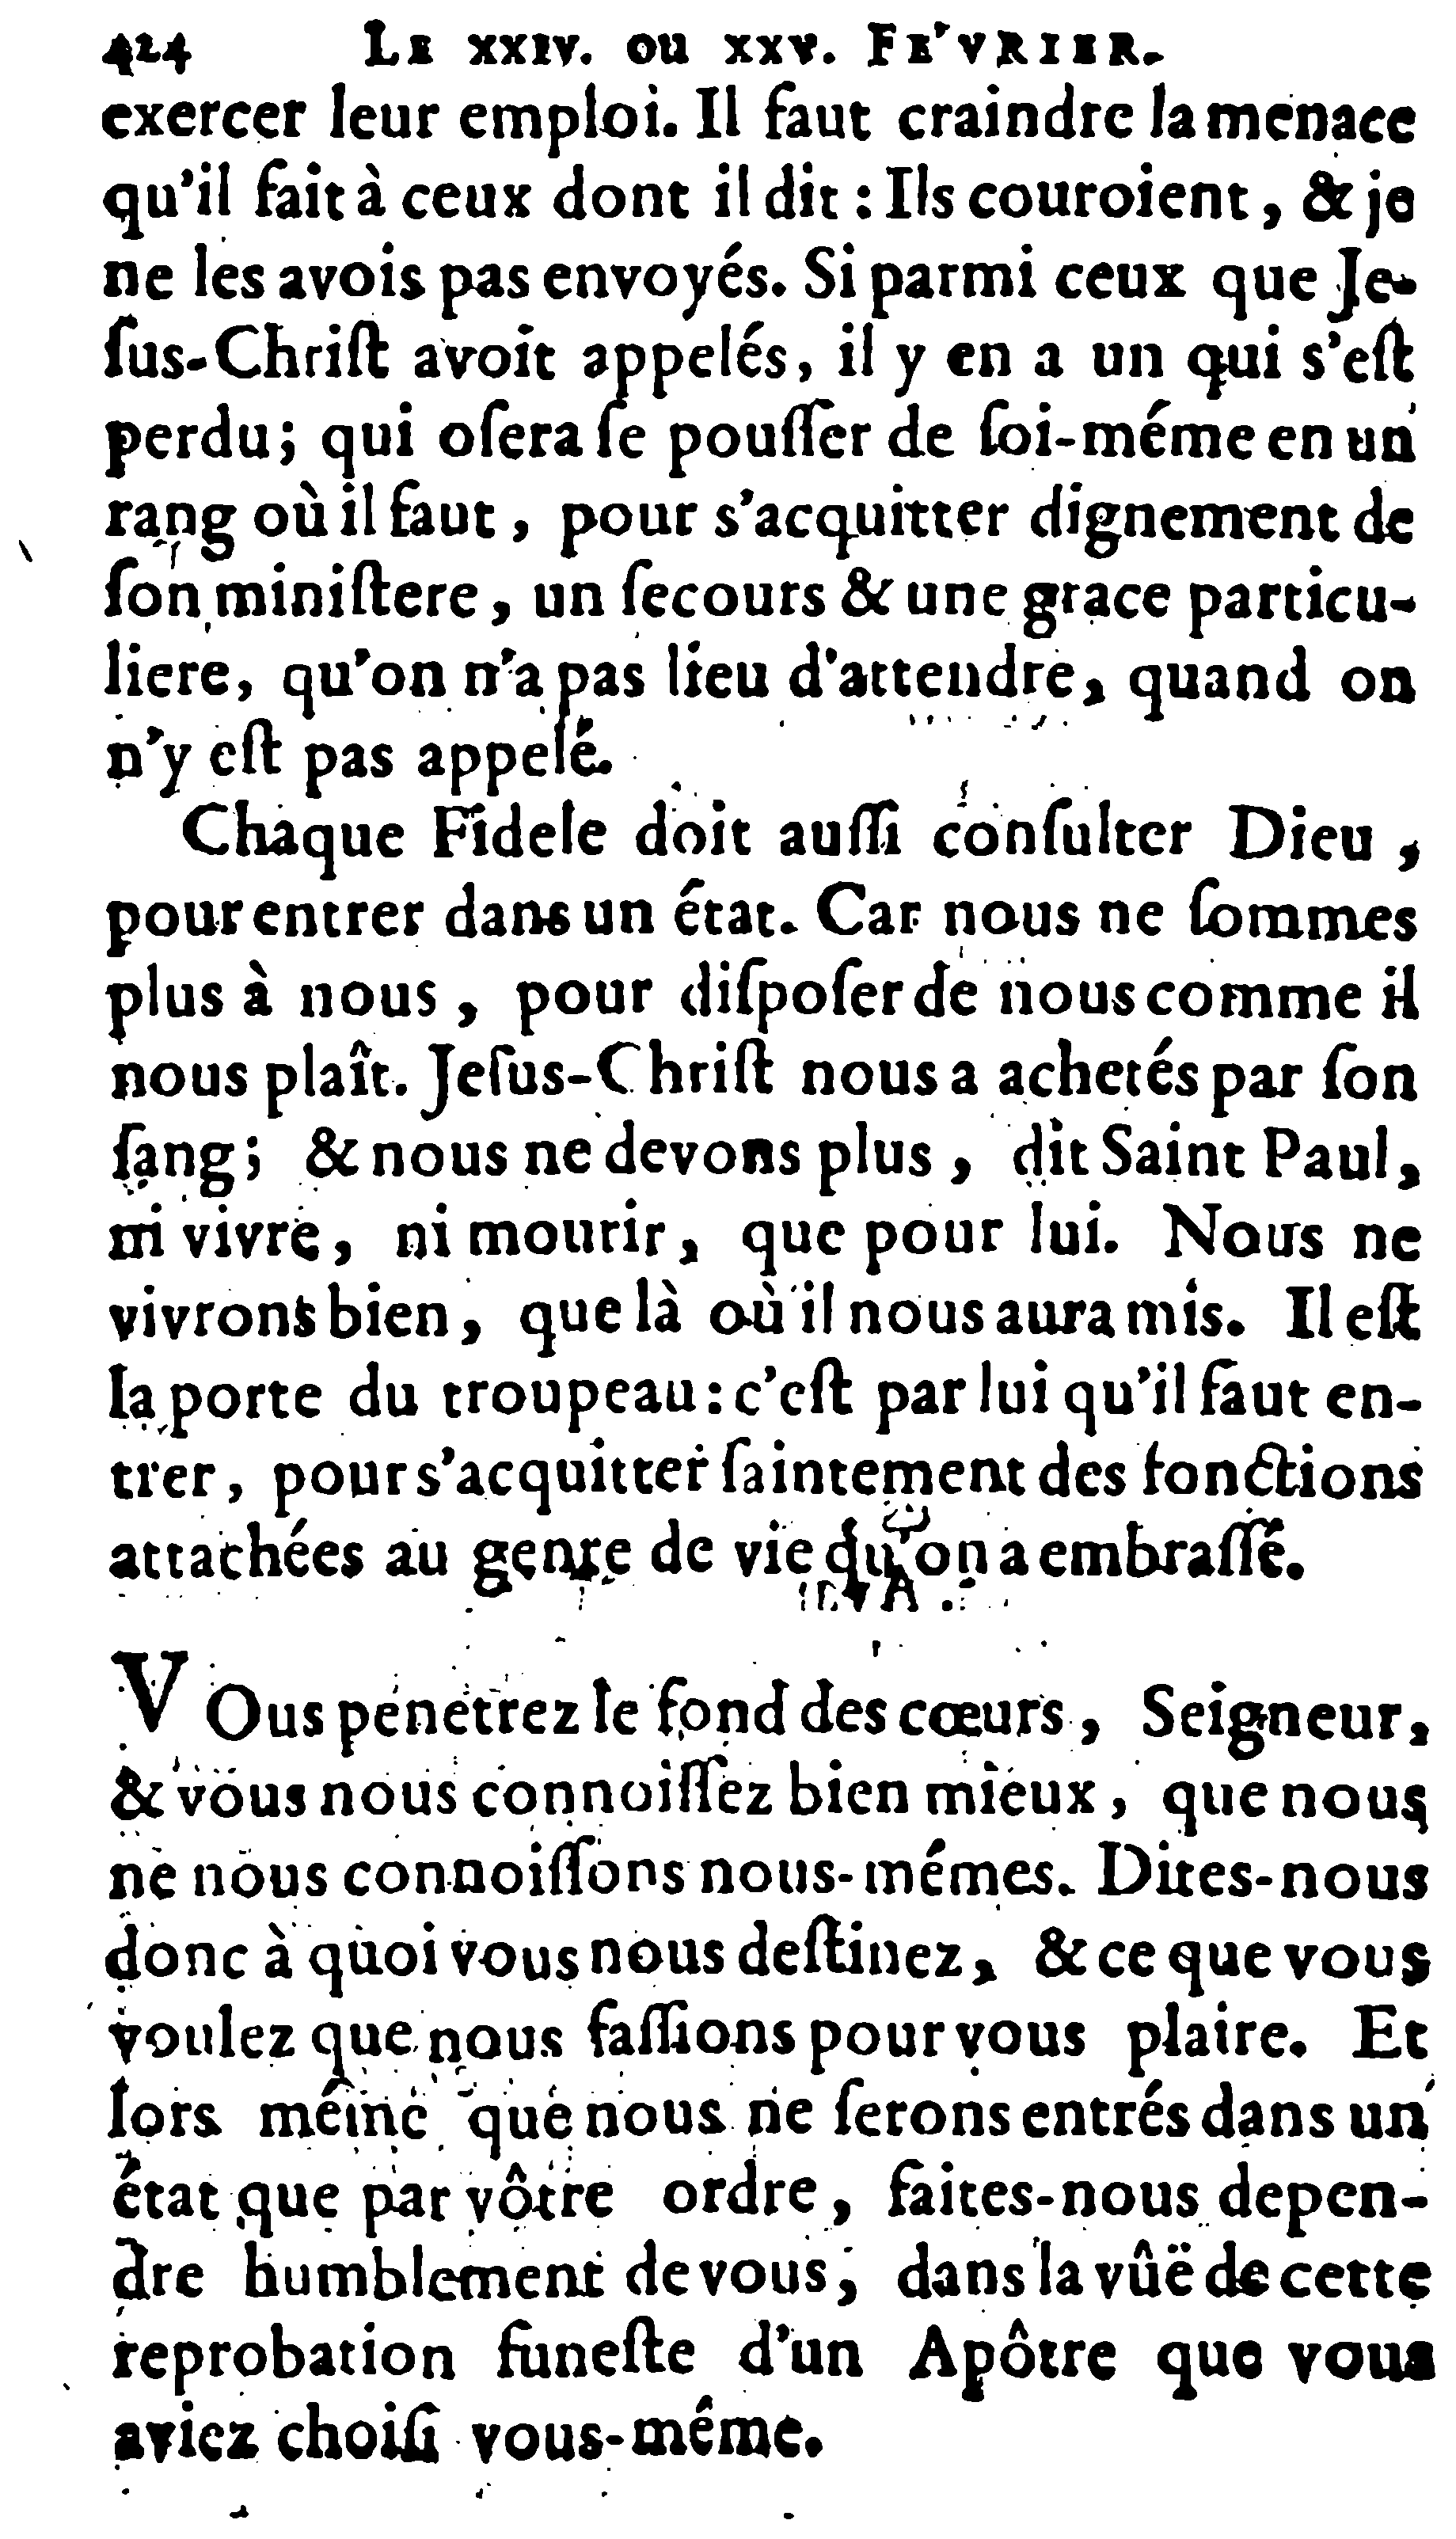 424 LE XXIV. OU XXV. FE'VRIER.
exercer leur emploi. Il faut craindre la menace
qu'il fait à ceux dont il dit : Ils couroient, & je
ne les avois pas envoyés. Si parmi ceux que Je-
ſus-Chriſt avoit appelés, il y en a un qui s'eſt
perdu; qui oſera ſe pouſſer de ſoi-méme en un
rang où il faut, pour s'acquitter dignement de
ſon miniſtere, un ſecours & une grace particu-
liere, qu'on n'a pas lieu d'attendre, quand on
n'y eſt pas appelé.
Chaque Fidele doit auſſi conſulter Dieu,
pour entrer dans un état. Car nous ne ſommes
plus à nous, pour diſpoſer de nous comme il
nous plaît. Jeſus-Chriſt nous a achetés par ſon
ſang; & nous ne devons plus, dit Saint Paul,
ni vivre, ni mourir, que pour lui. Nous ne
vivrons bien, que là où il nous aura mis. Il eſt
la porte du troupeau : c'eſt par lui qu'il faut en-
trer, pour s'acquitter ſaintement des fonctions
attachées au genre de vie qu'on a embraſſé.
VOus penétrez le fond des cœurs, Seigneur,
& vous nous connoiſſez bien mieux, que nous
ne nous connoiſſons nous-mémes. Dites-nous
donc à quoi vous nous deſtinez, & ce que vous
voulez que nous faſſions pour vous plaire. Et
lors méme que nous ne ſerons entrés dans un
état que par vôtre ordre, faites-nous depen-
dre humblement de vous, dans la vûë de cette
reprobation funeſte d'un Apôtre que vous
aviez choiſi vous-même.